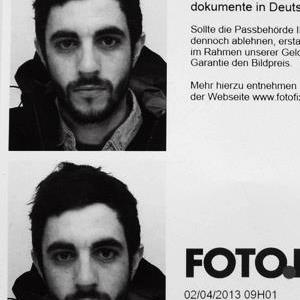 dokumente in Deuts
Sollte die Passbehörde
dennoch ablehnen, ersta
im Rahmen unserer Geld
Garantie den Bildpreis.
Mehr hierzu entnehmen
der Webseite www.fotofix
FOTO.
02/04/2013 09H01